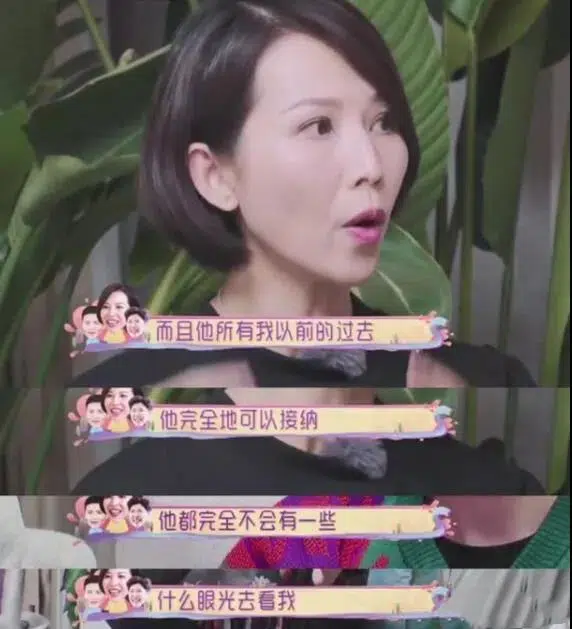 而且他所有我以前的过去
他完全地可以接纳
他都完全不会有一些
什么眼光去看我